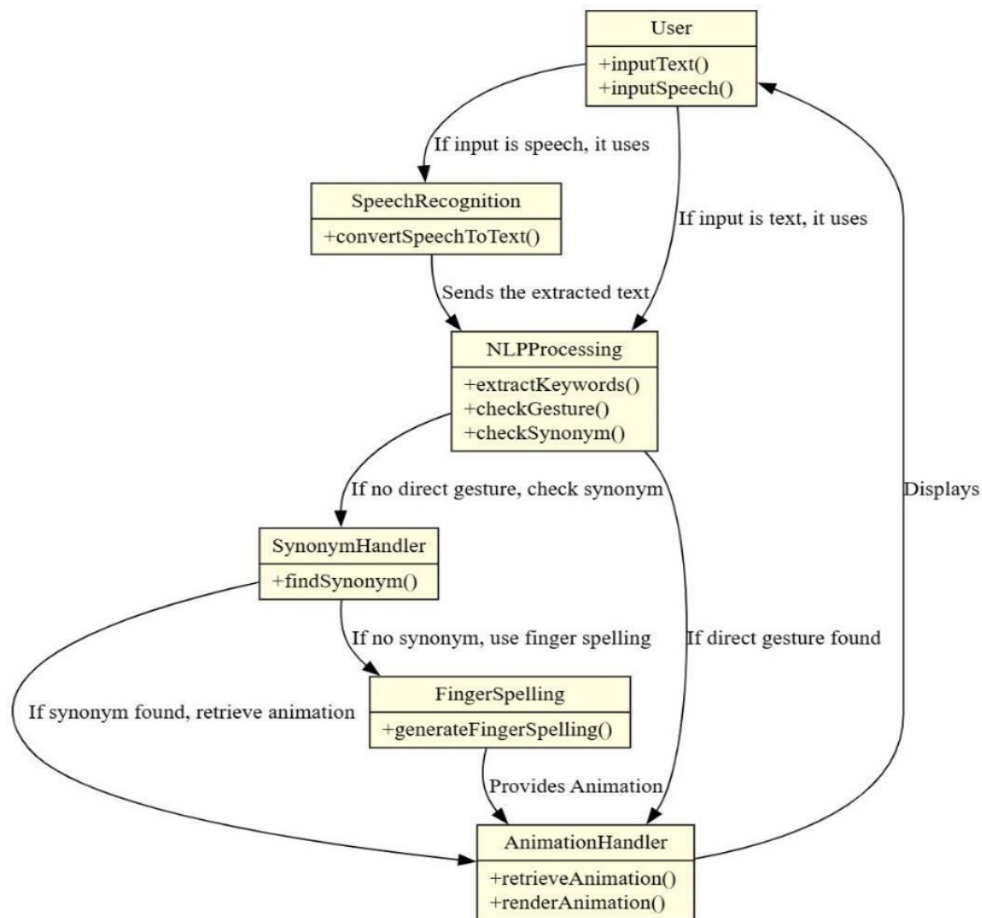 User
+inputText()
+inputSpeech()
If input is speech, it uses
SpeechRecognition
+convertSpeechToText()
If input is text, it uses
Sends the extracted text
NLPProcessing
+extractKeywords()
+checkGesture()
+checkSynonym()
If no direct gesture, check synonym
Displays
SynonymHandler
+findSynonym()
If no synonym, use finger spelling
If direct gesture found
FingerSpelling
+generateFingerSpelling()
If synonym found, retrieve animation
Provides Animation
AnimationHandler
+retrieveAnimation()
+renderAnimation()